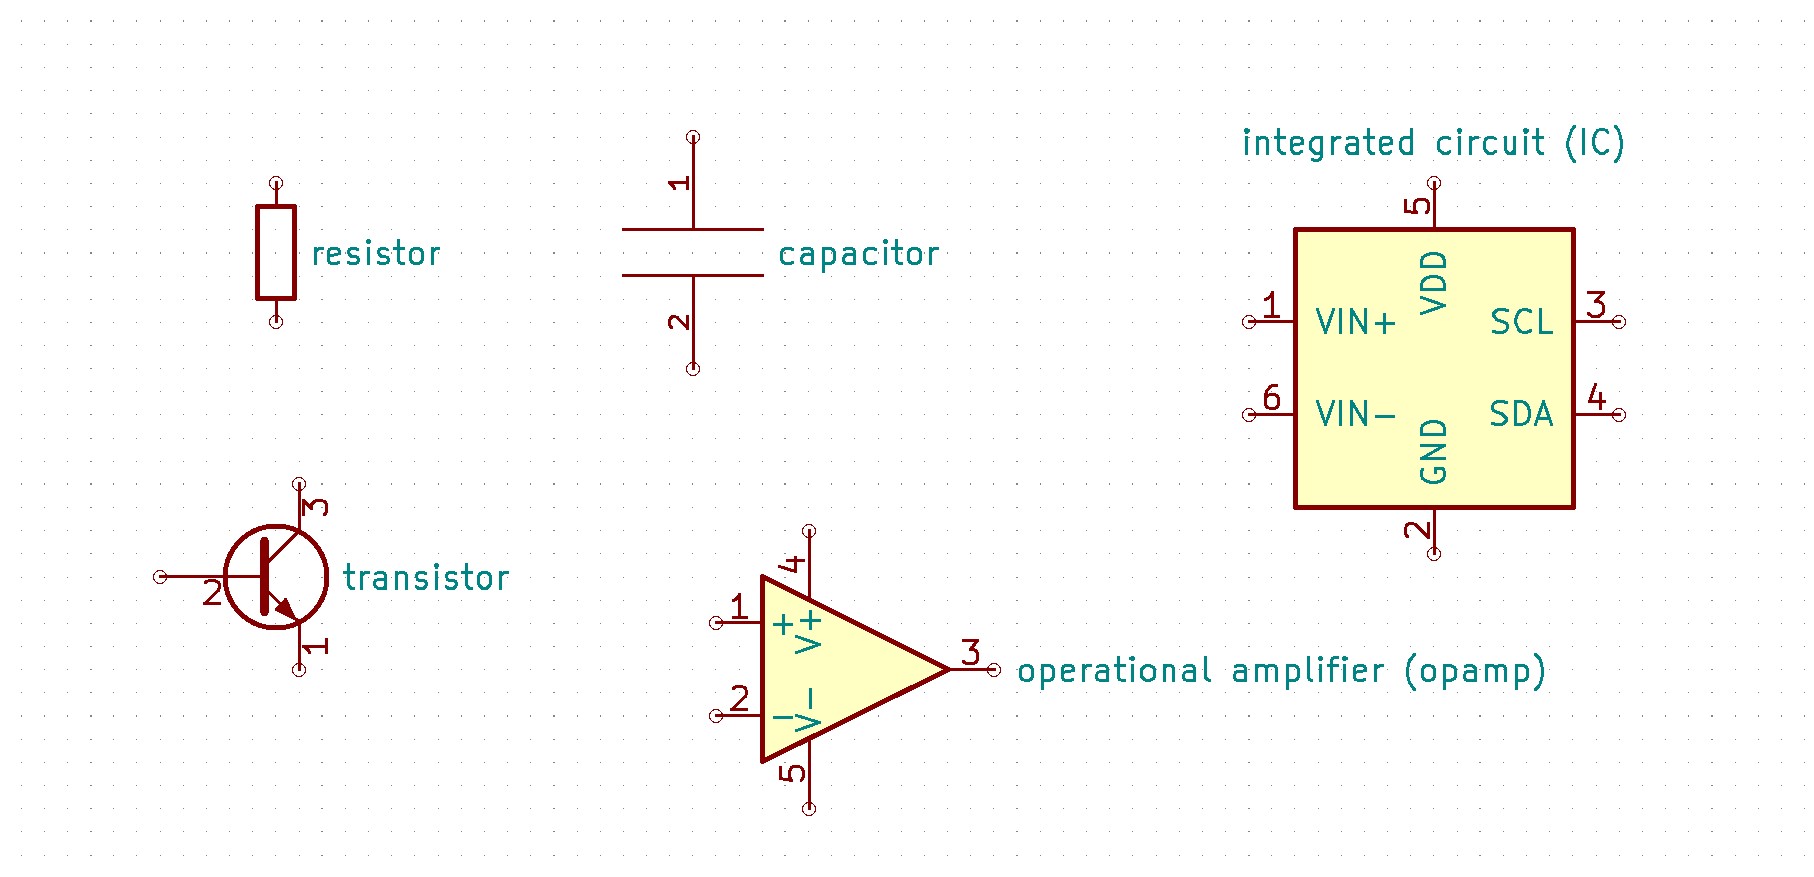 integrated circuit (IC)
1
5
resistor
capacitor
VDD
1
VIN+
SCL
3
2
6
VIN-
SDA
4
GND
3
2
2
transistor
4
1
1
+
V+
3
operational amplifier (opamp)
2
-
V-
5